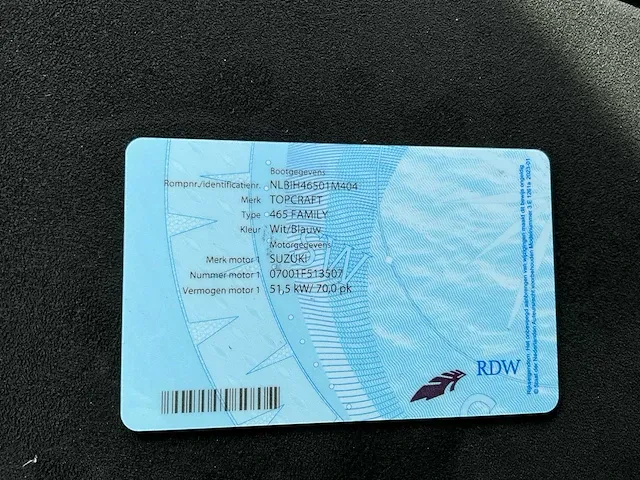 Bootgegevens
Rompnr./identificatienr. NLBIH46501M404
Merk TOPCRAFT
Type 465 FAMILY
Kleur Wit/Blauw
Motorgegevens
Merk motor 1 SUZUKI
Nummer motor 1 07001F513507
Vermogen motor 1 51,5 kW/ 70,0 pk
RDW